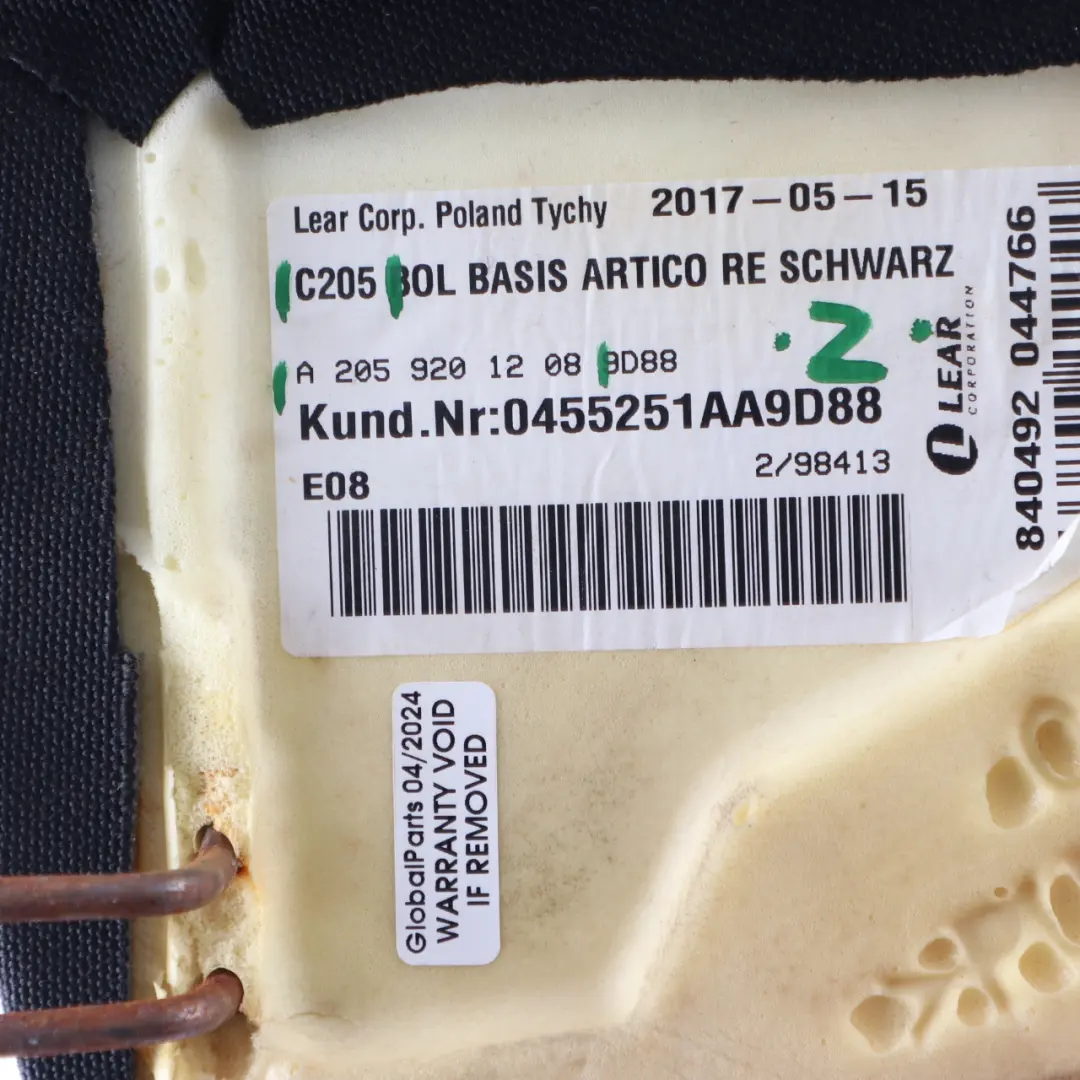 Lear Corp. Poland Tychy 2017-05-15
C205 BOL BASIS ARTICO RE SCHWARZ
A 205 920 12 08 9D88
.Z.
Kund.Nr:0455251AA9D88
E08 2/98413
LEAR
CORPORATION
840492 044766
GlobalParts 04/2024
WARRANTY VOID
IF REMOVED